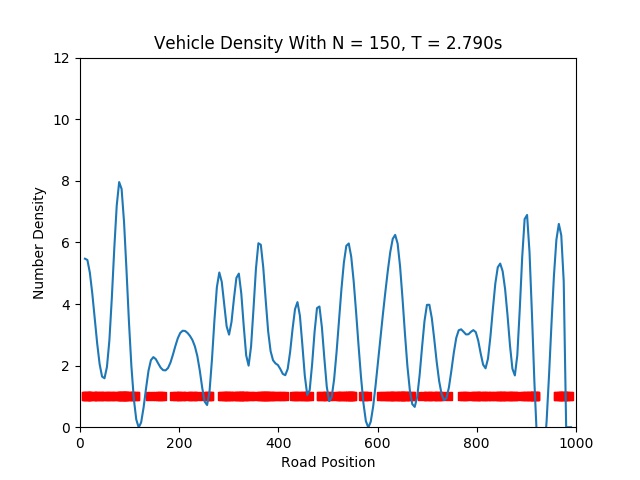 Vehicle Density With N = 150, T = 2.790s
12
10
8
6
4
2
0
Number Density
0 200 400 600 800 1000
Road Position